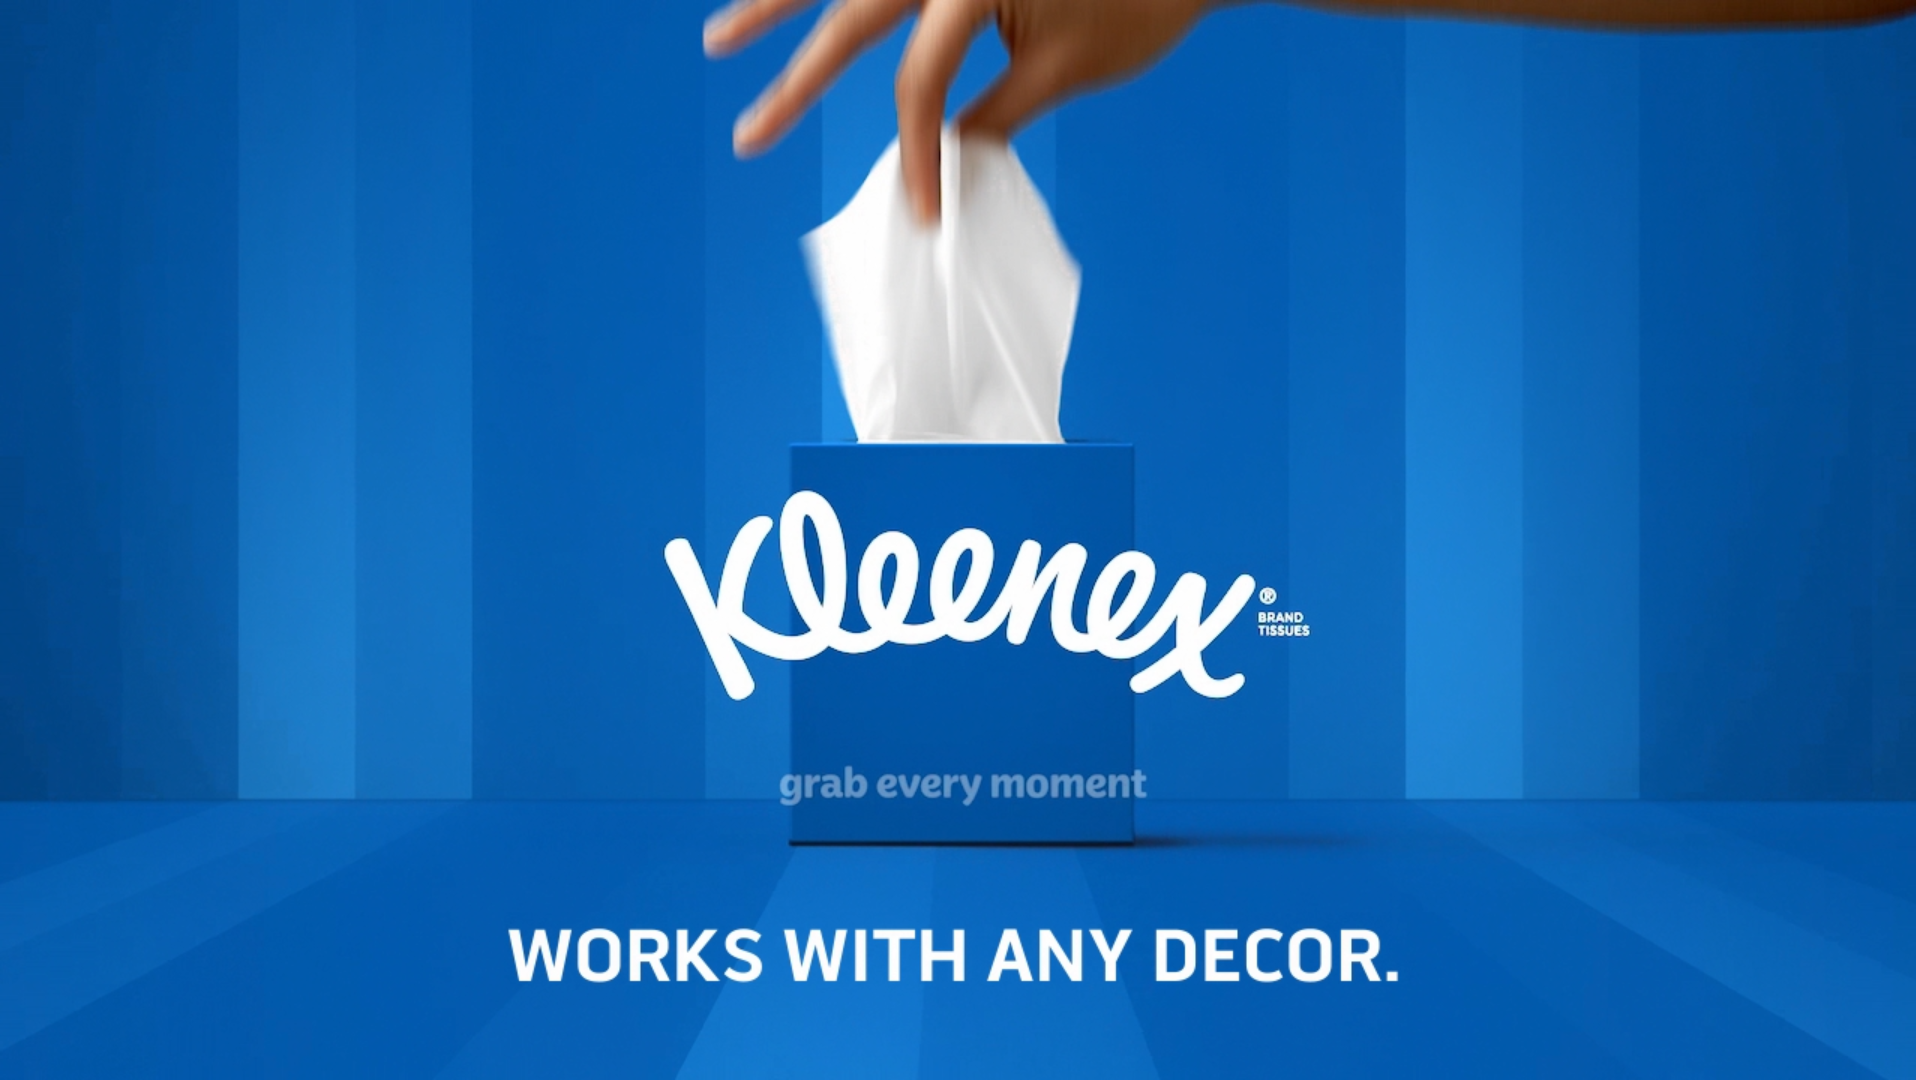 Kleenex®
BRAND
TISSUES
grab every moment
WORKS WITH ANY DECOR.